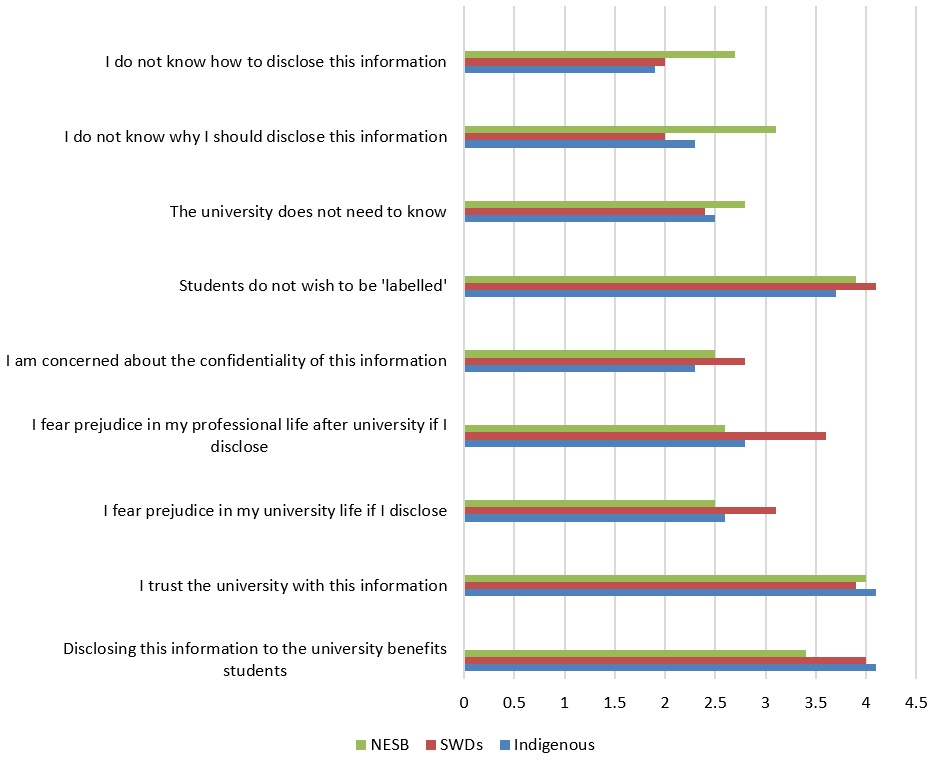 I do not know how to disclose this information
I do not know why I should disclose this information
The university does not need to know
Students do not wish to be 'labelled'
I am concerned about the confidentiality of this information
I fear prejudice in my professional life after university if I
disclose
I fear prejudice in my university life if I disclose
I trust the university with this information
Disclosing this information to the university benefits
students
0 0.5 1 1.5 2 2.5 3 3.5 4 4.5
NESB SWDs Indigenous